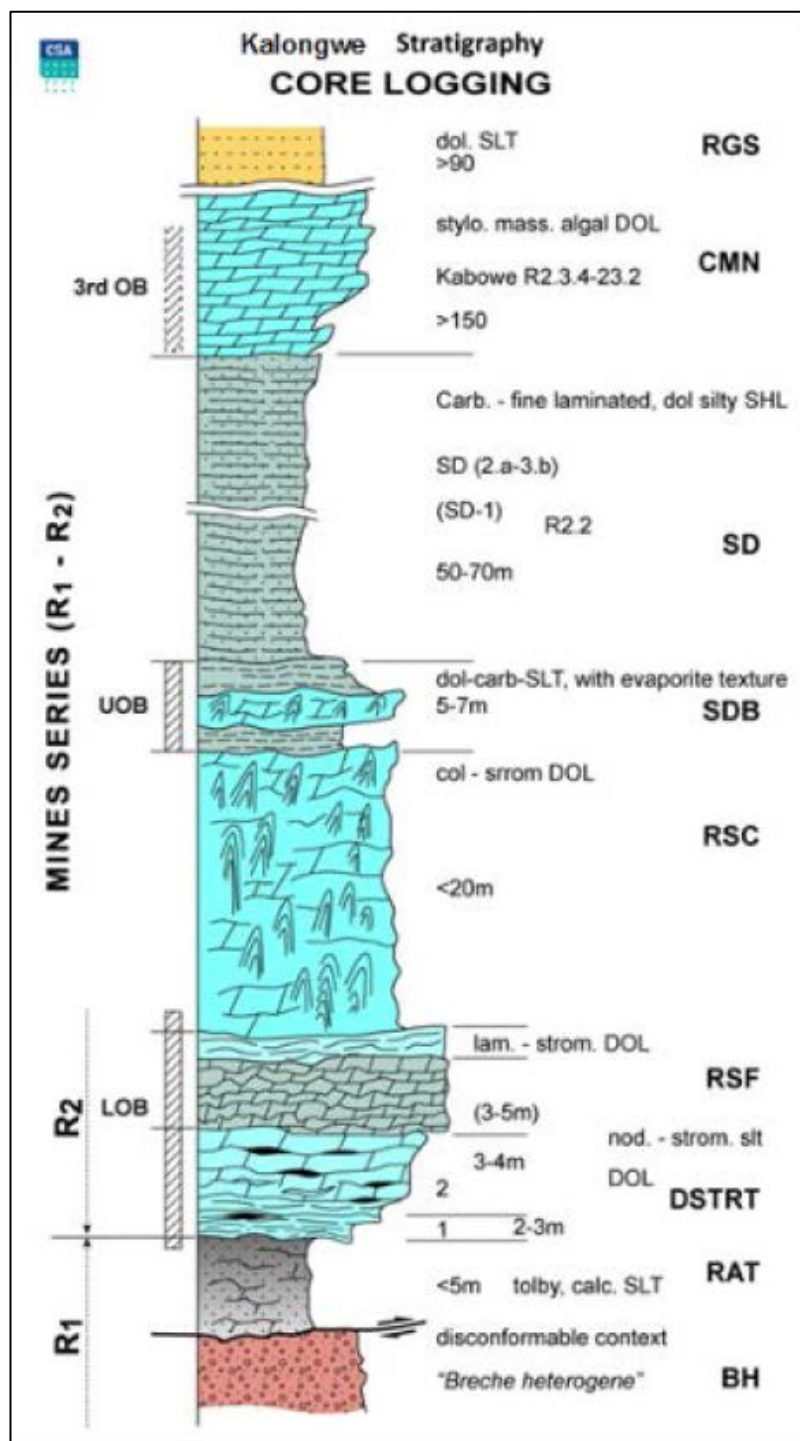 CSA
Kalongwe Stratigraphy
CORE LOGGING
dol. SLT
>90
RGS
stylo. mass. algal DOL
3rd OB
Kabowe R2.3.4-23.2
CMN
>150
Carb. - fine laminated, dol silty SHL
SD (2.a-3.b)
(SD-1)
R2.2
SD
50-70m
MINES SERIES (R1 - R2)
UOB
dol-carb-SLT, with evaporite texture
5-7m
SDB
col - srrom DOL
RSC
<20m
lam. - strom. DOL
RSF
R2
LOB
(3-5m)
nod. - strom. slt
3-4m
DOL
2
DSTRT
1
2-3m
RAT
<5m tolby, calc. SLT
R1
disconformable context
"Breche heterogene"
BH